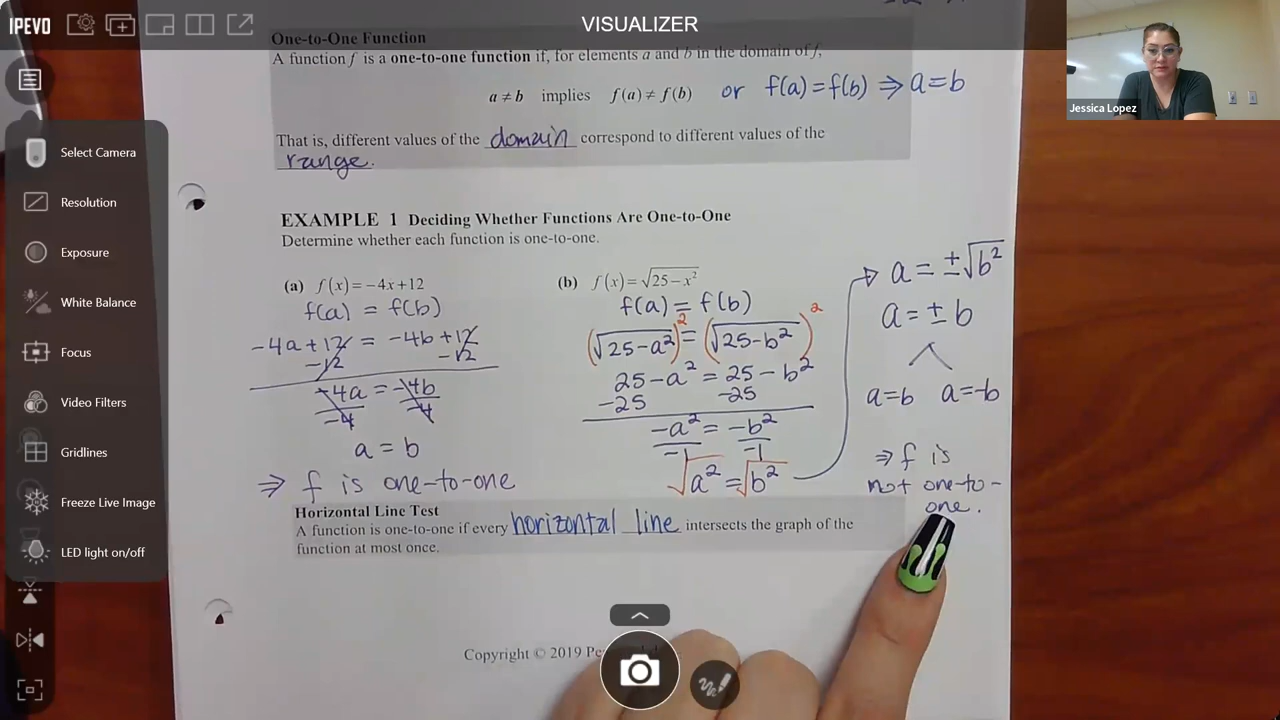 IPEVO
VISUALIZER
Jessica Lopez
Select Camera
Resolution
Exposure
White Balance
Focus
Video Filters
Gridlines
Freeze Live Image
LED light on/off
One-to-One Function
A function f is a one-to-one function if, for elements a and b in the domain of f,
a ≠ b implies f(a) ≠ f(b) or f(a) = f(b) ⇒ a = b
That is, different values of the domain correspond to different values of the
range.
EXAMPLE 1 Deciding Whether Functions Are One-to-One
Determine whether each function is one-to-one.
(a) f(x) = −4x + 12
f(a) = f(b)
-4a + 12 = -4b + 12
-12 -12
-4a = -4b
-4 -4
a = b
⇒ f is one-to-one
(b) f(x) = √25 − x²
f(a) = f(b)
(√25-a²)² = (√25-b²)²
25-a² = 25-b²
-25 -25
-a² = -b²
-1 -1
√a² = √b²
a = ±√b²
a = ± b
a=b a=-b
⇒ f is
not one-to-
one.
Horizontal Line Test
A function is one-to-one if every horizontal line intersects the graph of the
function at most once.
Copyright © 2019